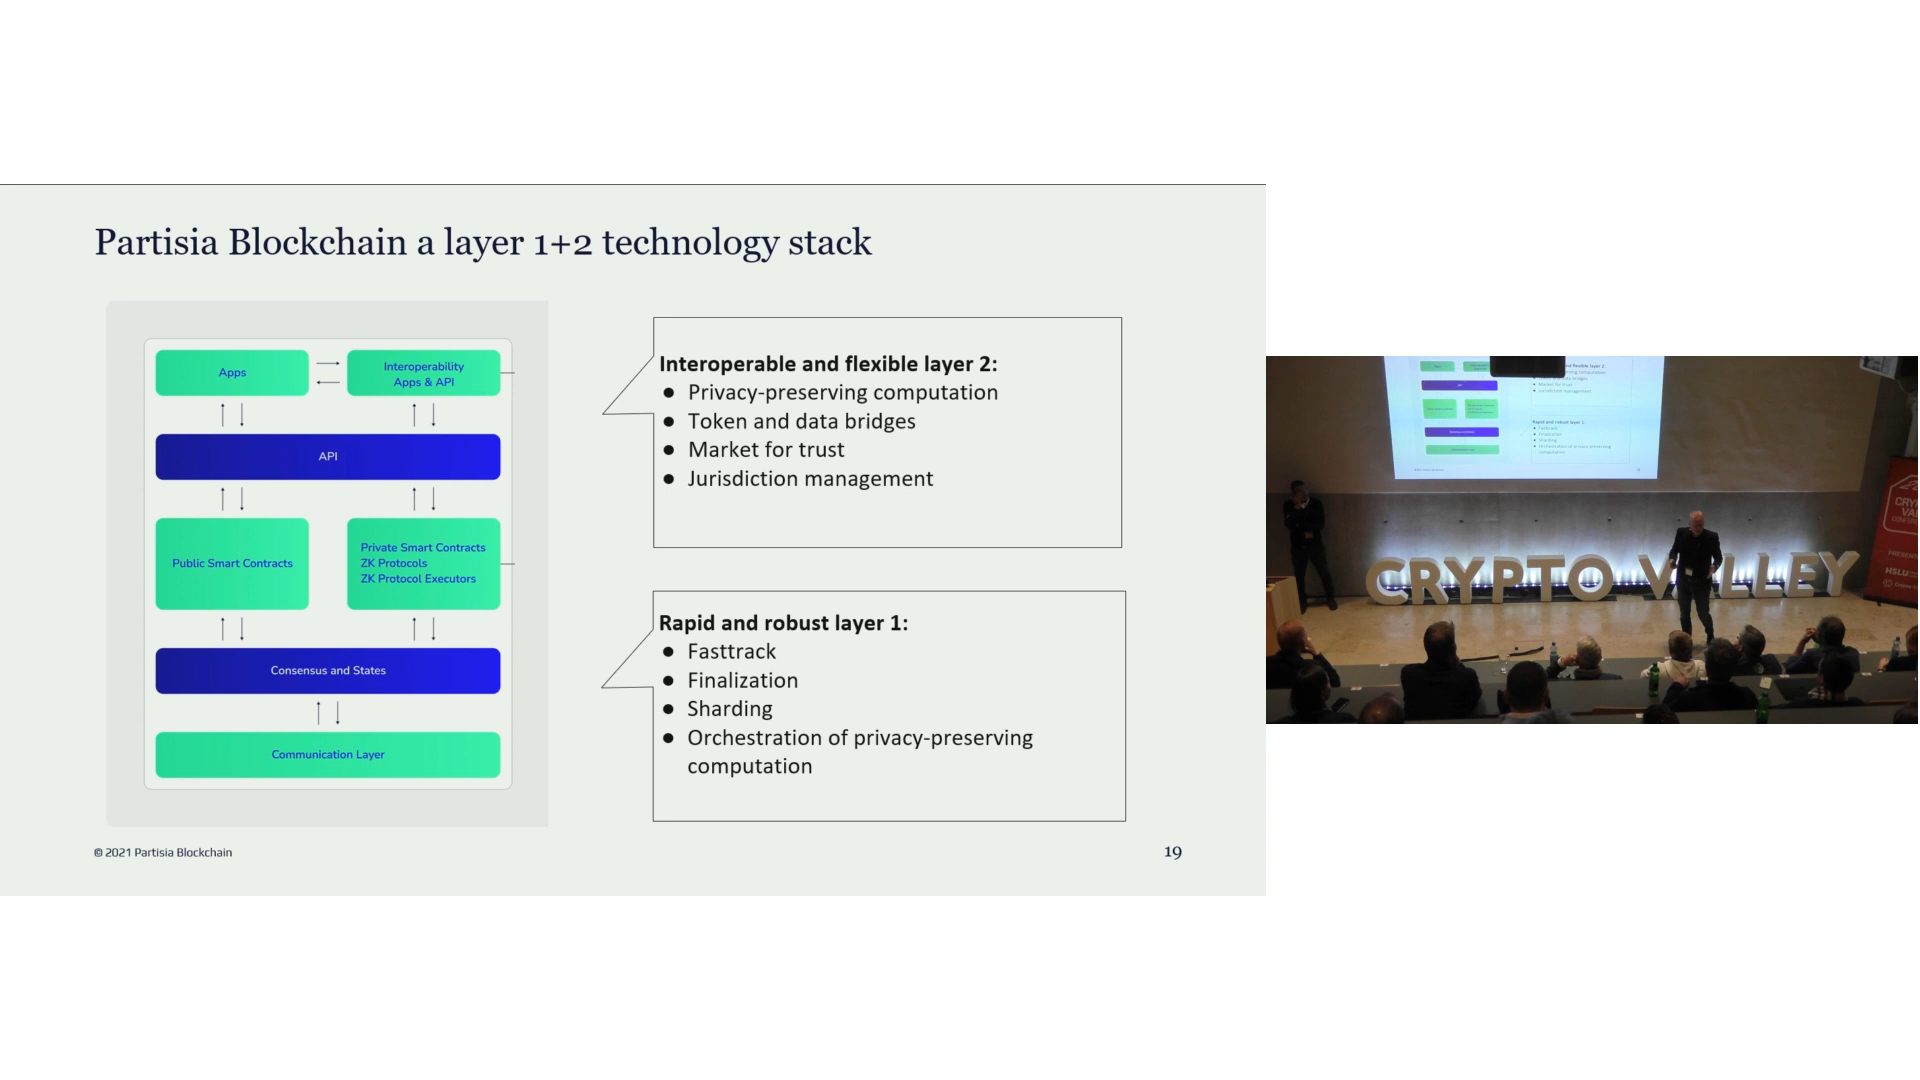 Partisia Blockchain a layer 1+2 technology stack
Apps
Interoperability
Apps & API
API
Public Smart Contracts
Private Smart Contracts
ZK Protocols
ZK Protocol Executors
Consensus and States
Communication Layer
Interoperable and flexible layer 2:
● Privacy-preserving computation
● Token and data bridges
● Market for trust
● Jurisdiction management
Rapid and robust layer 1:
● Fasttrack
● Finalization
● Sharding
● Orchestration of privacy-preserving
computation
© 2021 Partisia Blockchain
19
CRYPTO VALLEY
HSLU